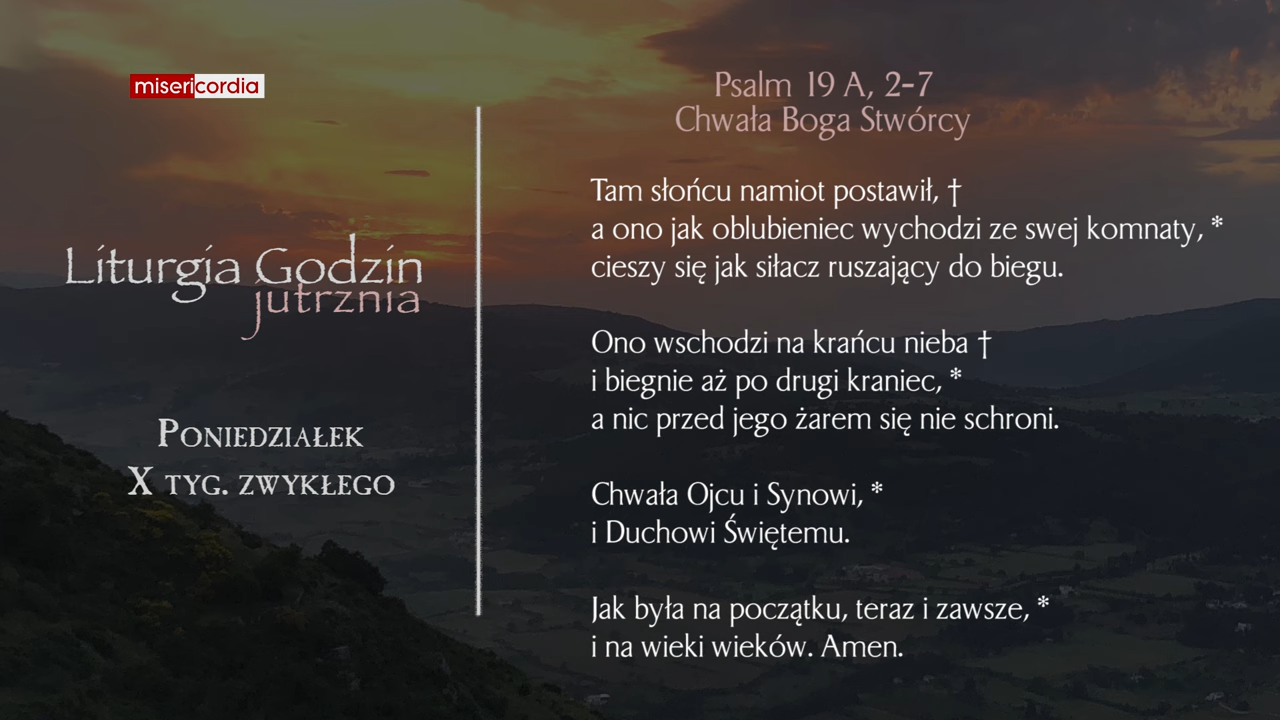 misericordia
Liturgia Godzin
jutrznia
Poniedziałek
X tyg. zwykłego
Psalm 19 A, 2-7
Chwała Boga Stwórcy
Tam słońcu namiot postawił, †
a ono jak oblubieniec wychodzi ze swej komnaty, *
cieszy się jak siłacz ruszający do biegu.
Ono wschodzi na krańcu nieba †
i biegnie aż po drugi kraniec, *
a nic przed jego żarem się nie schroni.
Chwała Ojcu i Synowi, *
i Duchowi Świętemu.
Jak była na początku, teraz i zawsze, *
i na wieki wieków. Amen.